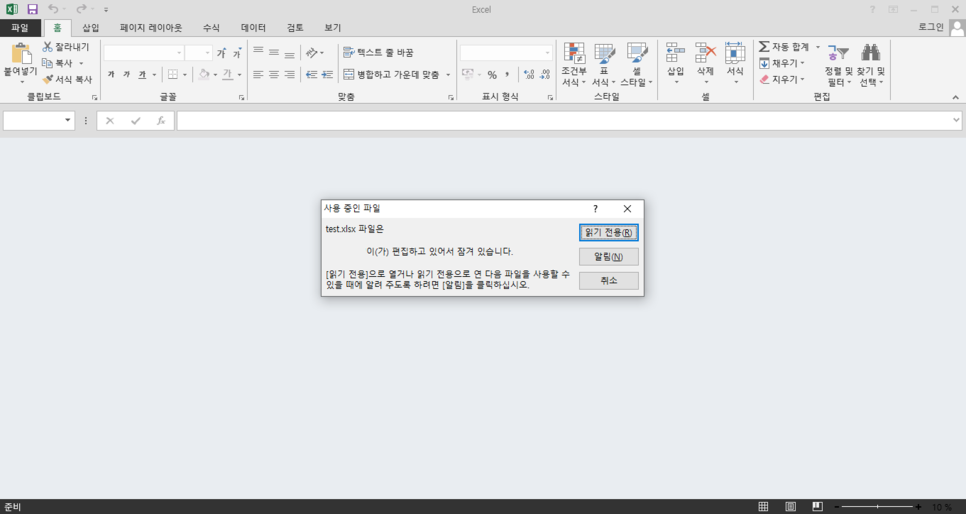 Excel
파일 홈 삽입 페이지 레이아웃 수식 데이터 검토 보기 로그인
붙여넣기
잘라내기
복사
서식 복사
클립보드
가 가
가 가 가 가
글꼴
텍스트 줄 바꿈
병합하고 가운데 맞춤
맞춤
%
표시 형식
조건부
서식
표
서식
셀
스타일
스타일
삽입 삭제 서식
셀
자동 합계
채우기
지우기
정렬 및
필터
찾기 및
선택
편집
fx
사용 중인 파일
test.xlsx 파일은
이(가) 편집하고 있어서 잠겨 있습니다.
[읽기 전용]으로 열거나 읽기 전용으로 연 다음 파일을 사용할 수
있을 때에 알려 주도록 하려면 [알림]을 클릭하십시오.
읽기 전용(R)
알림(N)
취소
준비
10 %